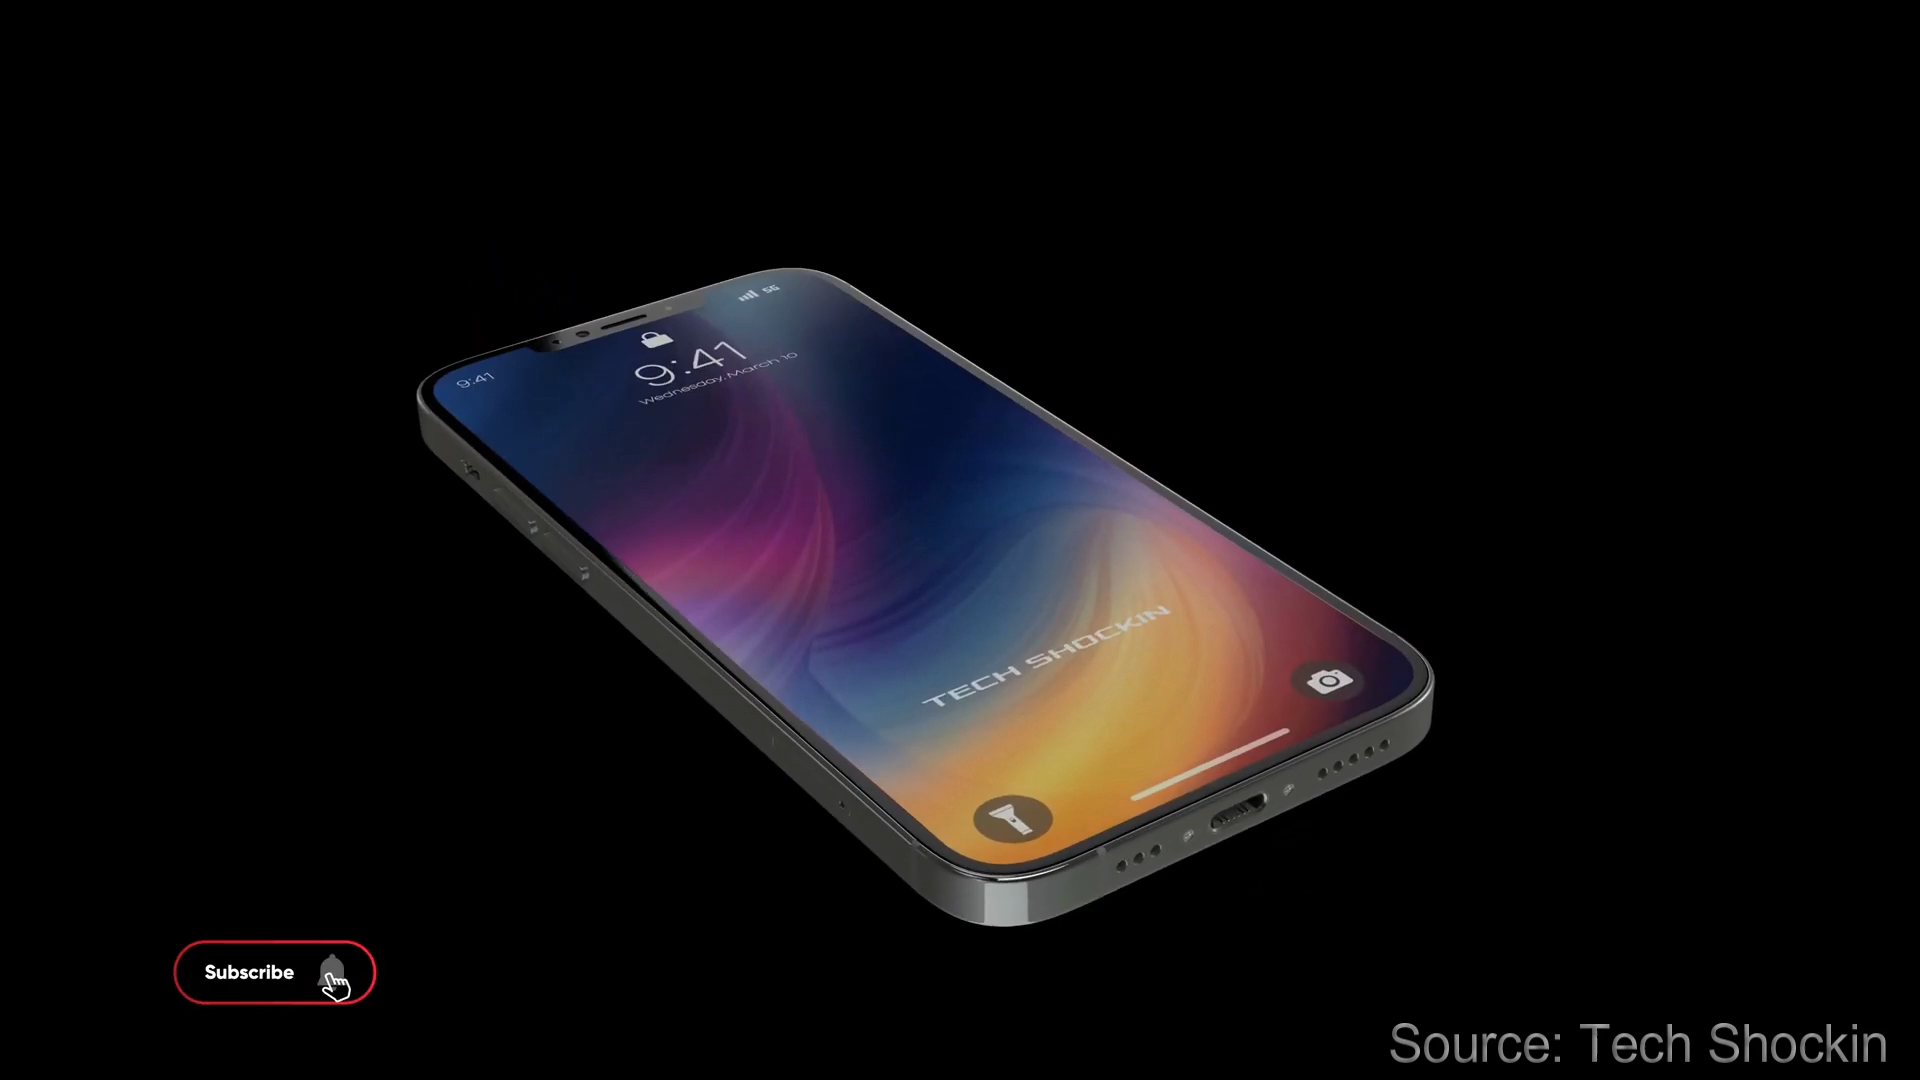 5G
9:41
9:41
Wednesday, March 10
TECH SHOCKIN
Subscribe
Source: Tech Shockin